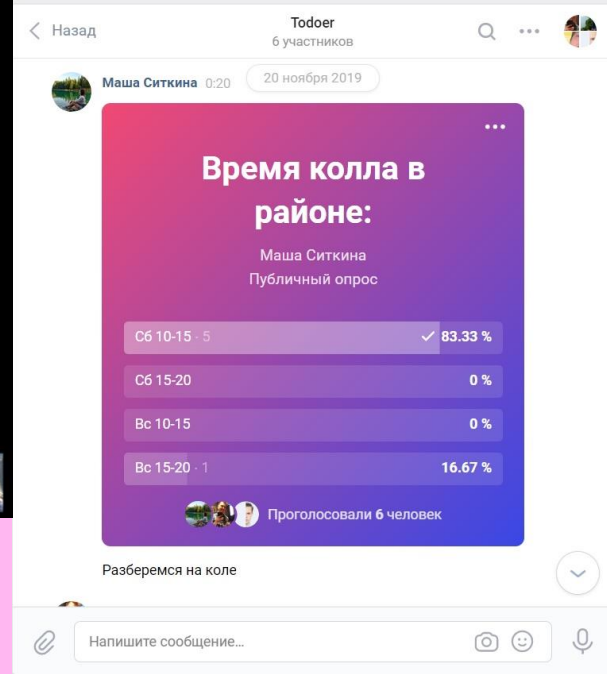 Назад
Todoer
6 участников
Маша Ситкина 0:20
20 ноября 2019
Время колла в
районе:
Маша Ситкина
Публичный опрос
Сб 10-15 · 5 83.33 %
Сб 15-20 0 %
Вс 10-15 0 %
Вс 15-20 · 1 16.67 %
Проголосовали 6 человек
Разберемся на коле
Напишите сообщение...